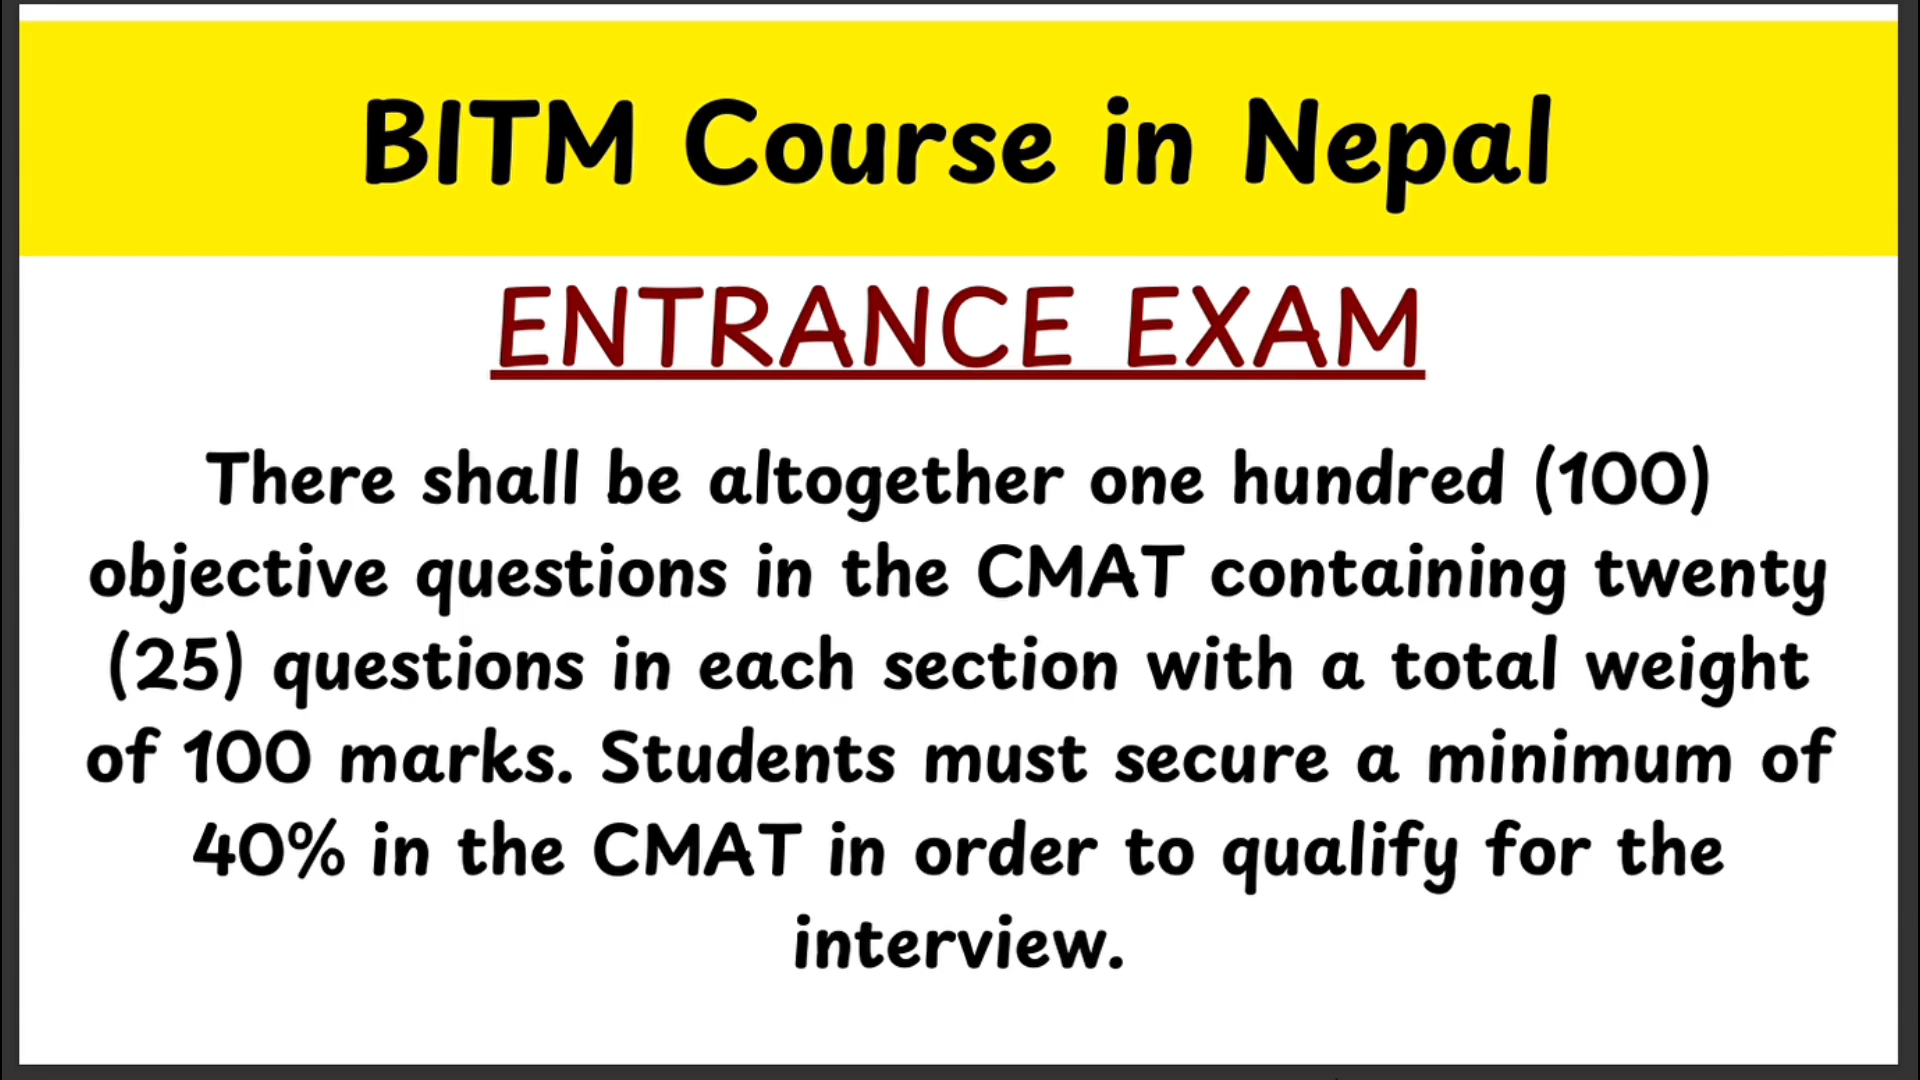 BITM Course in Nepal
ENTRANCE EXAM
There shall be altogether one hundred (100)
objective questions in the CMAT containing twenty
(25) questions in each section with a total weight
of 100 marks. Students must secure a minimum of
40% in the CMAT in order to qualify for the
interview.